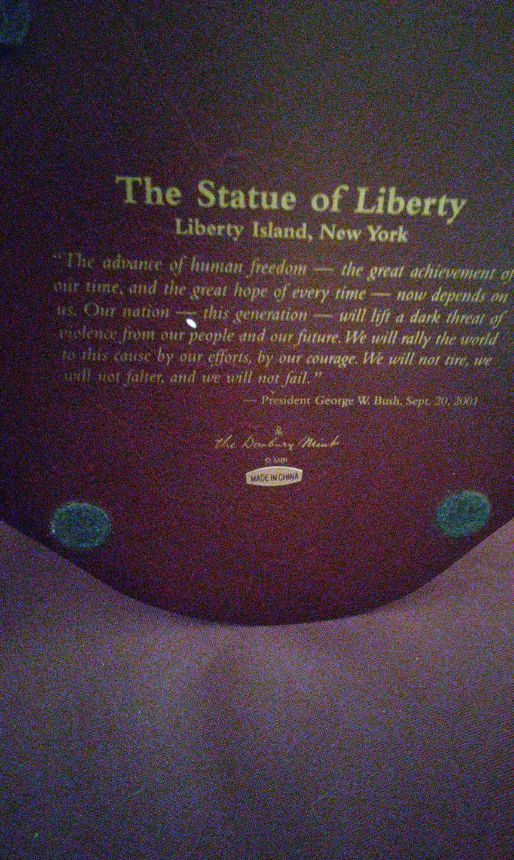 The Statue of Liberty
Liberty Island, New York
"The advance of human freedom — the great achievement of
our time, and the great hope of every time — now depends on
us. Our nation — this generation — will lift a dark threat of
violence from our people and our future. We will rally the world
to this cause by our efforts, by our courage. We will not tire, we
will not falter, and we will not fail."
— President George W. Bush, Sept. 20, 2001
The Danbury Mint
© MBI
MADE IN CHINA